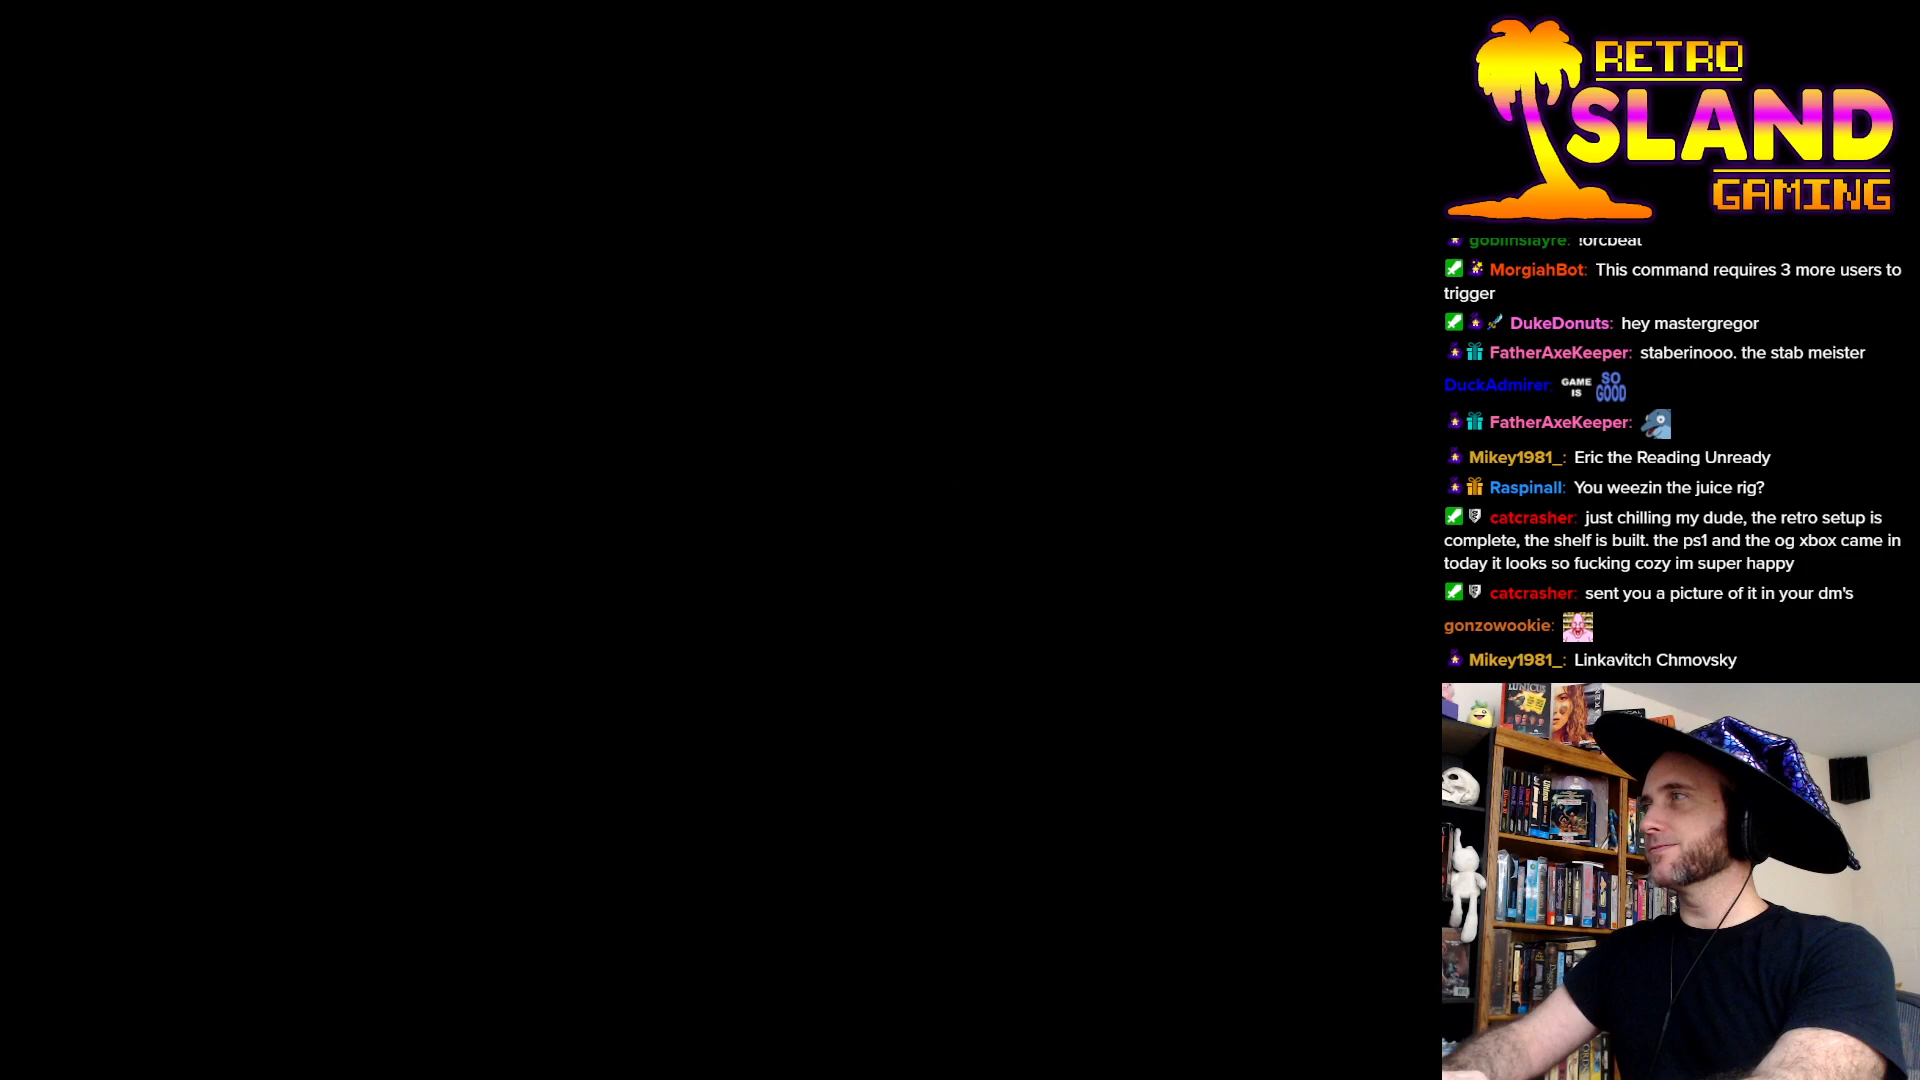 RETRO
ISLAND
GAMING
goblinslayre: !orcbeat
MorgiahBot: This command requires 3 more users to
trigger
DukeDonuts: hey mastergregor
FatherAxeKeeper: staberinooo. the stab meister
DuckAdmirer: GAME IS SO GOOD
FatherAxeKeeper:
Mikey1981_: Eric the Reading Unready
Raspinall: You weezin the juice rig?
catcrasher: just chilling my dude, the retro setup is
complete, the shelf is built. the ps1 and the og xbox came in
today it looks so fucking cozy im super happy
catcrasher: sent you a picture of it in your dm's
gonzowookie:
Mikey1981_: Linkavitch Chmovsky
LUNICUS